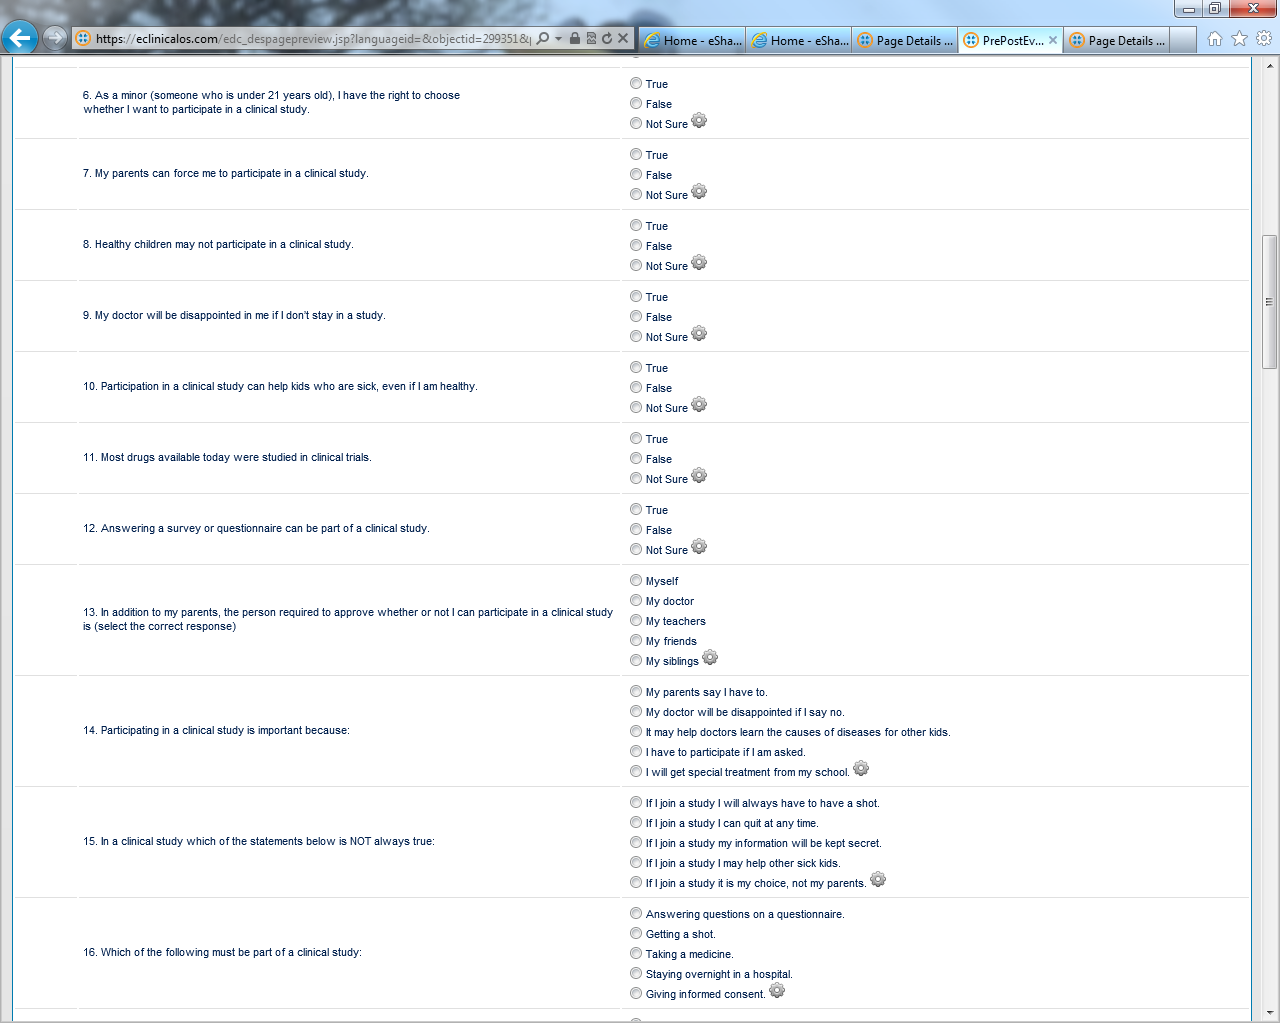 https://eclinicalos.com/edc_despagepreview.jsp?languageid=&objectid=299351&
Home - eSha...
Home - eSha...
Page Details ...
PrePostEv...
Page Details ...
6. As a minor (someone who is under 21 years old), I have the right to choose
whether I want to participate in a clinical study.
True
False
Not Sure
7. My parents can force me to participate in a clinical study.
True
False
Not Sure
8. Healthy children may not participate in a clinical study.
True
False
Not Sure
9. My doctor will be disappointed in me if I don't stay in a study.
True
False
Not Sure
10. Participation in a clinical study can help kids who are sick, even if I am healthy.
True
False
Not Sure
11. Most drugs available today were studied in clinical trials.
True
False
Not Sure
12. Answering a survey or questionnaire can be part of a clinical study.
True
False
Not Sure
13. In addition to my parents, the person required to approve whether or not I can participate in a clinical study
is (select the correct response)
Myself
My doctor
My teachers
My friends
My siblings
14. Participating in a clinical study is important because:
My parents say I have to.
My doctor will be disappointed if I say no.
It may help doctors learn the causes of diseases for other kids.
I have to participate if I am asked.
I will get special treatment from my school.
15. In a clinical study which of the statements below is NOT always true:
If I join a study I will always have to have a shot.
If I join a study I can quit at any time.
If I join a study my information will be kept secret.
If I join a study I may help other sick kids.
If I join a study it is my choice, not my parents.
16. Which of the following must be part of a clinical study:
Answering questions on a questionnaire.
Getting a shot.
Taking a medicine.
Staying overnight in a hospital.
Giving informed consent.